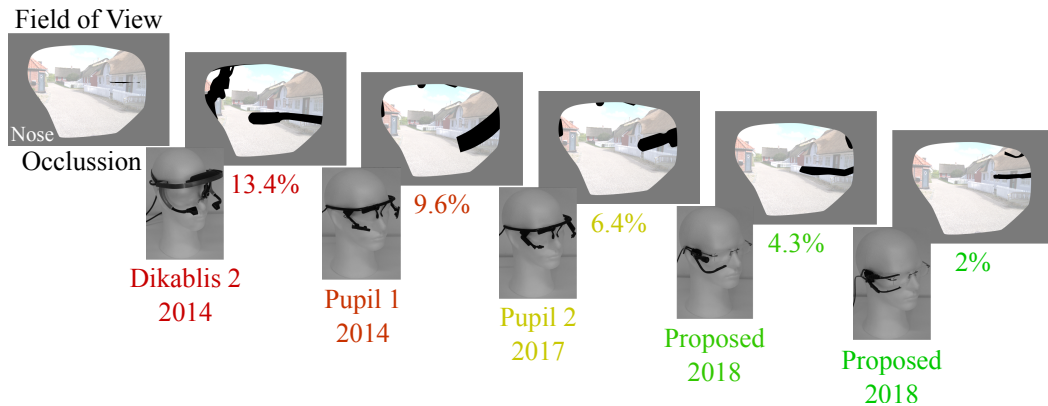 Field of View
Nose
Occlussion
13.4%
Dikablis 2
2014
9.6%
Pupil 1
2014
6.4%
Pupil 2
2017
4.3%
Proposed
2018
2%
Proposed
2018